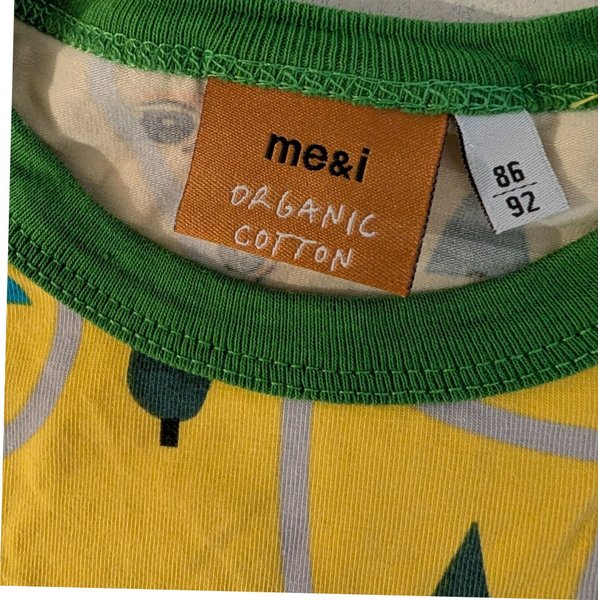 me&i
ORGANIC
COTTON
86
92